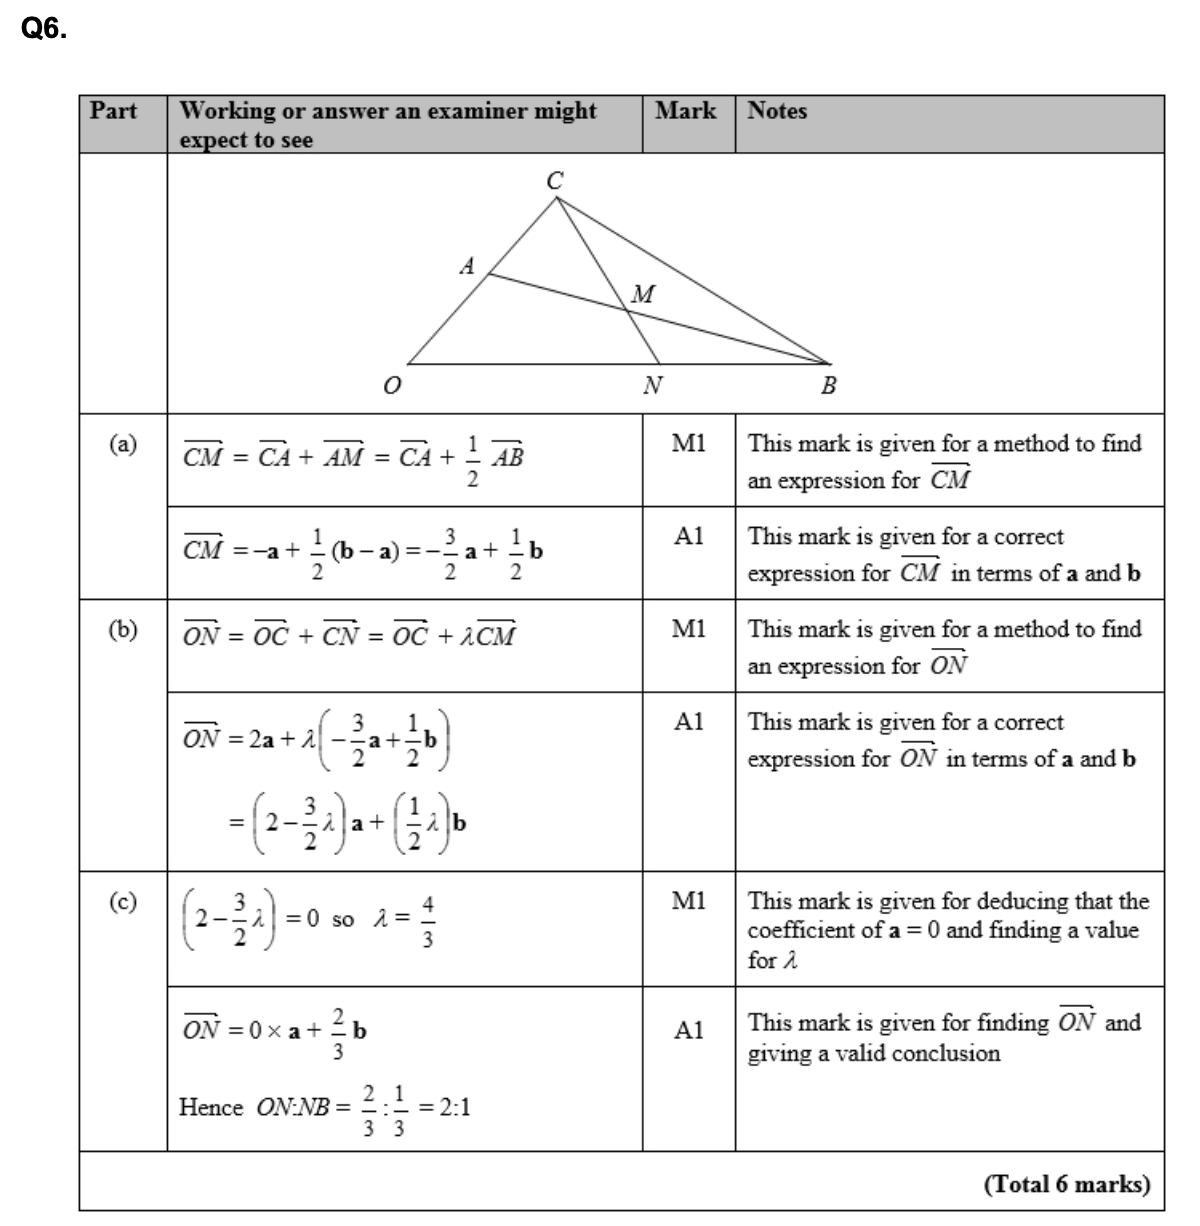 Q6.
Part Working or answer an examiner might expect to see Mark Notes
C
A
M
O N B
(a) $\overrightarrow{CM} = \overrightarrow{CA} + \overrightarrow{AM} = \overrightarrow{CA} + \frac{1}{2}\overrightarrow{AB}$ M1 This mark is given for a method to find
an expression for $\overrightarrow{CM}$
$\overrightarrow{CM} = -\mathbf{a} + \frac{1}{2}(\mathbf{b} - \mathbf{a}) = -\frac{3}{2}\mathbf{a} + \frac{1}{2}\mathbf{b}$ A1 This mark is given for a correct
expression for $\overrightarrow{CM}$ in terms of a and b
(b) $\overrightarrow{ON} = \overrightarrow{OC} + \overrightarrow{CN} = \overrightarrow{OC} + \lambda\overrightarrow{CM}$ M1 This mark is given for a method to find
an expression for $\overrightarrow{ON}$
$\overrightarrow{ON} = 2\mathbf{a} + \lambda\left(-\frac{3}{2}\mathbf{a} + \frac{1}{2}\mathbf{b}\right)$ A1 This mark is given for a correct
expression for $\overrightarrow{ON}$ in terms of a and b
$= \left(2 - \frac{3}{2}\lambda\right)\mathbf{a} + \left(\frac{1}{2}\lambda\right)\mathbf{b}$
(c) $\left(2 - \frac{3}{2}\lambda\right) = 0$ so $\lambda = \frac{4}{3}$ M1 This mark is given for deducing that the
coefficient of a = 0 and finding a value
for λ
$\overrightarrow{ON} = 0 \times \mathbf{a} + \frac{2}{3}\mathbf{b}$ A1 This mark is given for finding $\overrightarrow{ON}$ and
giving a valid conclusion
Hence ON:NB = $\frac{2}{3}:\frac{1}{3}$ = 2:1
(Total 6 marks)